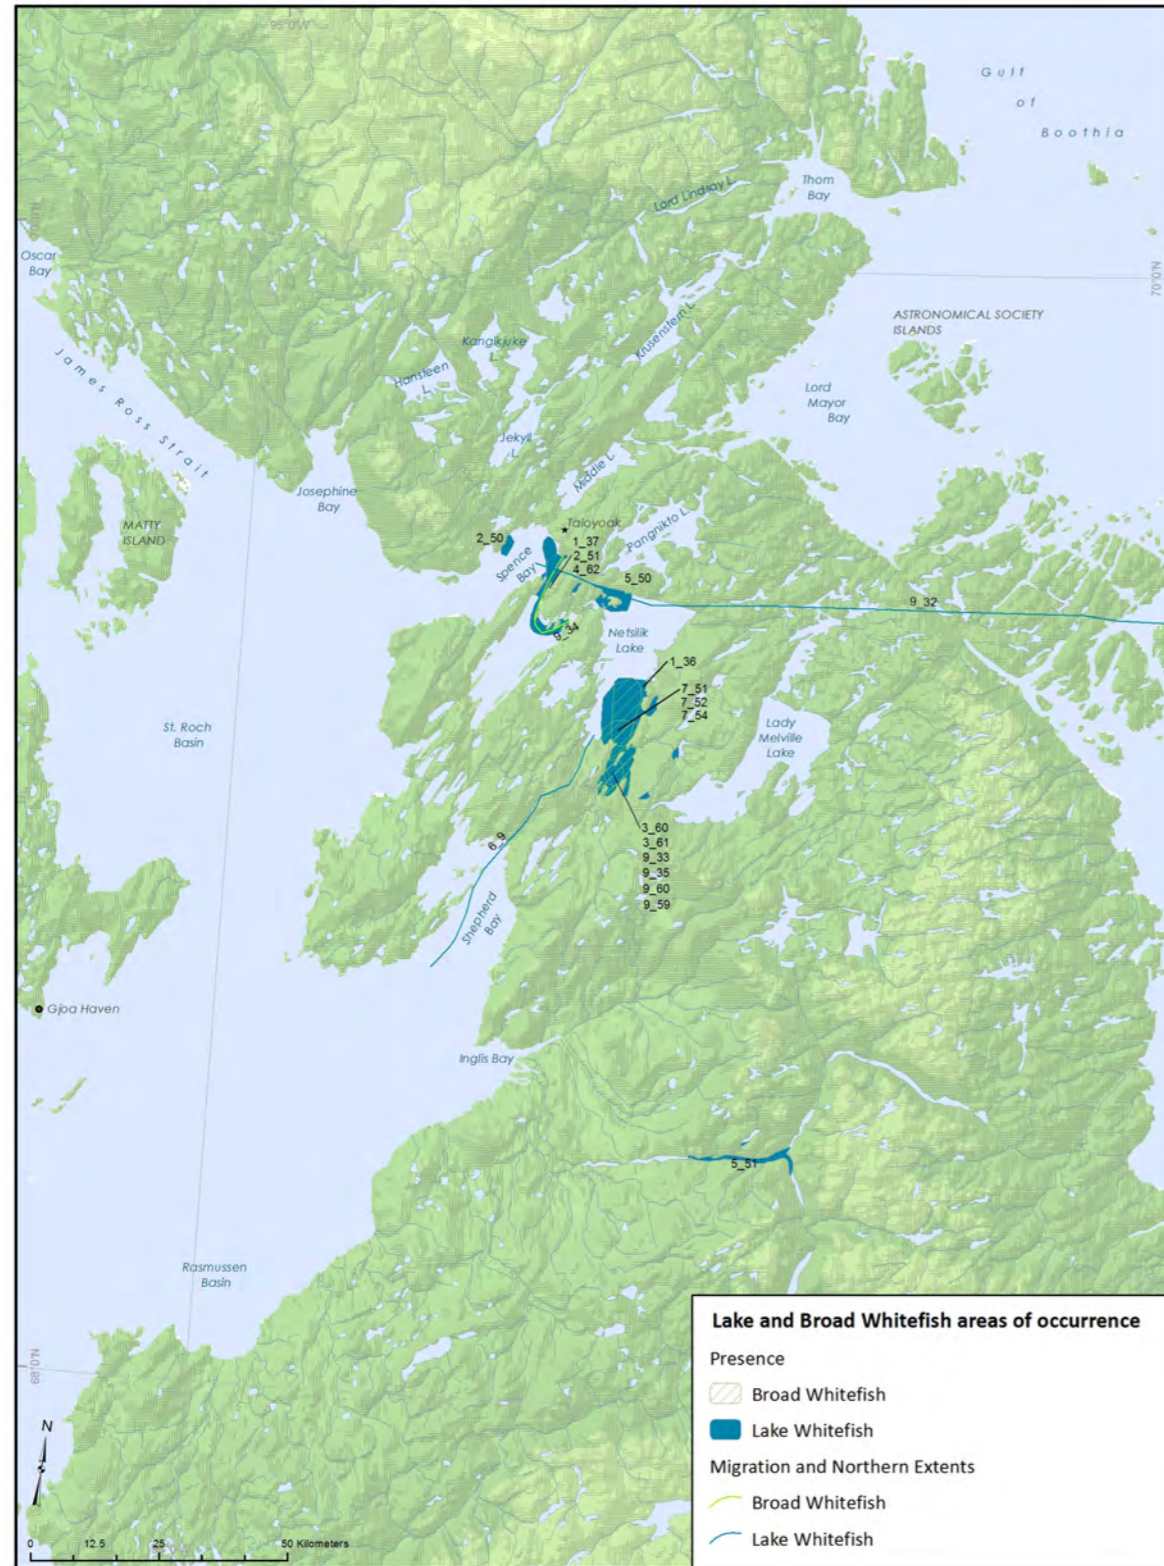 95°0'W
Gulf
of
Boothia
Thom
Bay
Lord Lindsay L.
Oscar
Bay
70°0'N
ASTRONOMICAL SOCIETY
ISLANDS
Krusenstern L.
Kangikjuke
L.
Hansteen
L.
James Ross Strait
Lord
Mayor
Bay
Jekyll
L.
Middle L.
Josephine
Bay
MATTY
ISLAND
Taloyoak
Pangnikto L.
2_50
1_37
2_51
4_62
Spence
Bay
5_50
9_32
9_34
Netsilik
Lake
1_36
7_51
7_52
7_54
Lady
Melville
Lake
St. Roch
Basin
6_9
3_60
3_61
9_33
9_35
9_60
9_59
Shepherd
Bay
Gjoa Haven
Inglis Bay
5_51
Rasmussen
Basin
68°0'N
Lake and Broad Whitefish areas of occurrence
Presence
Broad Whitefish
Lake Whitefish
Migration and Northern Extents
Broad Whitefish
Lake Whitefish
N
0 12.5 25 50 Kilometers